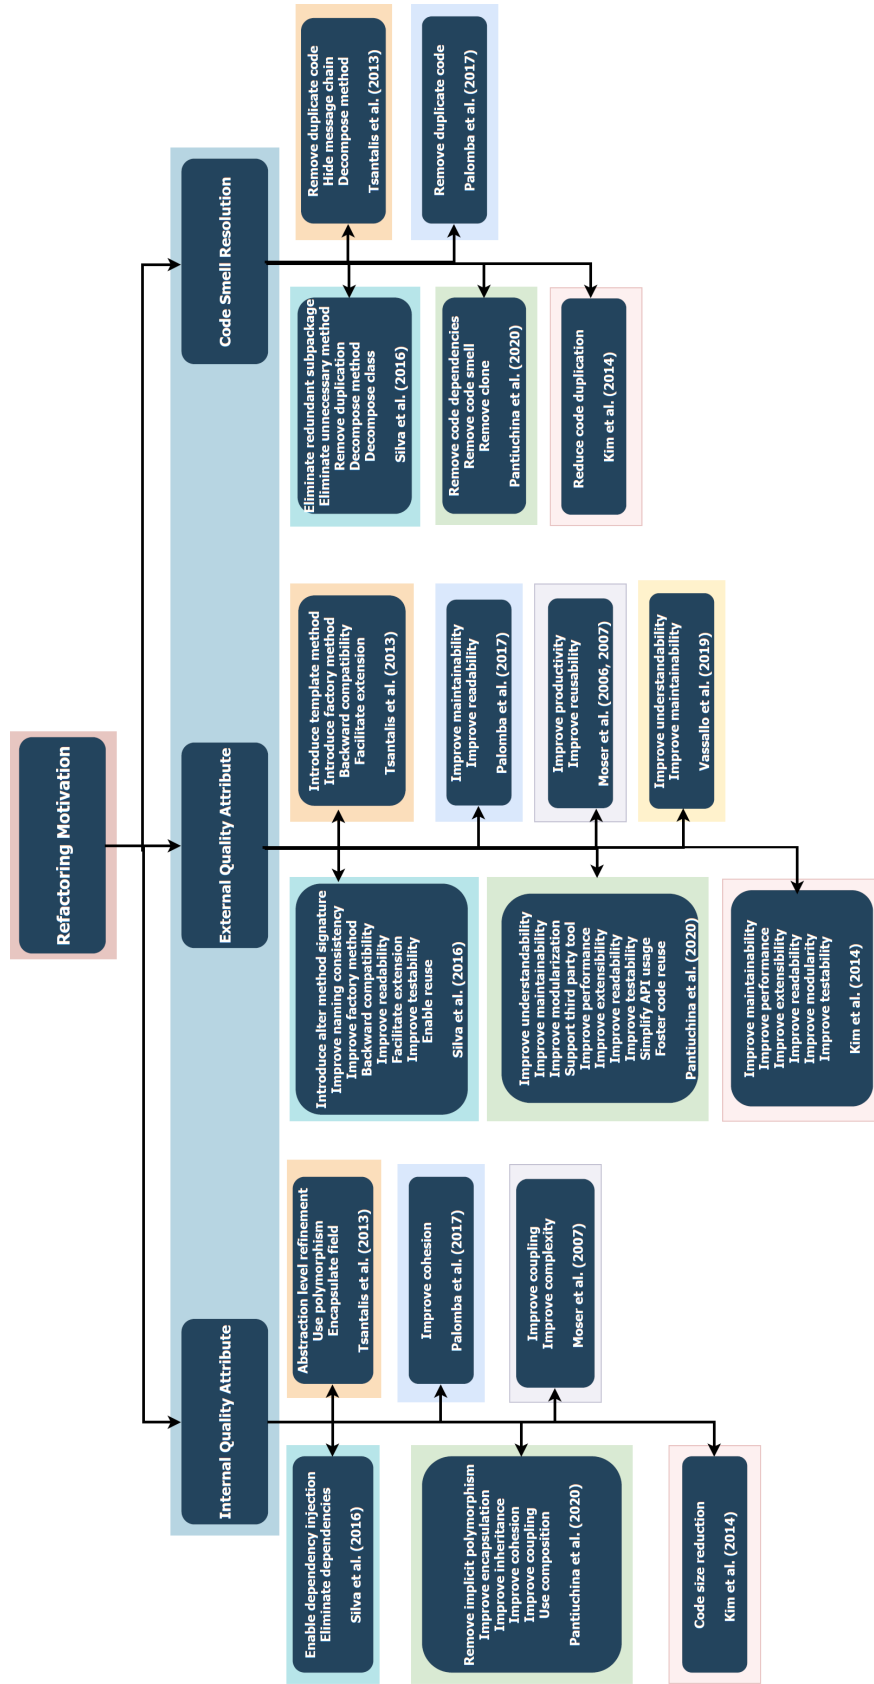 Refactoring Motivation
Internal Quality Attribute
External Quality Attribute
Code Smell Resolution
Enable dependency injection
Eliminate dependencies
Silva et al. (2016)
Abstraction level refinement
Use polymorphism
Encapsulate field
Tsantalis et al. (2013)
Improve cohesion
Palomba et al. (2017)
Remove implicit polymorphism
Improve encapsulation
Improve inheritance
Improve cohesion
Improve coupling
Use composition
Pantiuchina et al. (2020)
Improve coupling
Improve complexity
Moser et al. (2007)
Code size reduction
Kim et al. (2014)
Introduce alter method signature
Improve naming consistency
Improve factory method
Backward compatibility
Improve readability
Facilitate extension
Improve testability
Enable reuse
Silva et al. (2016)
Introduce template method
Introduce factory method
Backward compatibility
Facilitate extension
Tsantalis et al. (2013)
Improve maintainability
Improve readability
Palomba et al. (2017)
Improve understandability
Improve maintainability
Improve modularization
Support third party tool
Improve performance
Improve extensibility
Improve readability
Improve testability
Simplify API usage
Foster code reuse
Pantiuchina et al. (2020)
Improve productivity
Improve reusability
Moser et al. (2006, 2007)
Improve understandability
Improve maintainability
Vassallo et al. (2019)
Improve maintainability
Improve performance
Improve extensibility
Improve readability
Improve modularity
Improve testability
Kim et al. (2014)
Eliminate redundant subpackage
Eliminate unnecessary method
Remove duplication
Decompose method
Decompose class
Silva et al. (2016)
Remove duplicate code
Hide message chain
Decompose method
Tsantalis et al. (2013)
Remove duplicate code
Palomba et al. (2017)
Remove code dependencies
Remove code smell
Remove clone
Pantiuchina et al. (2020)
Reduce code duplication
Kim et al. (2014)